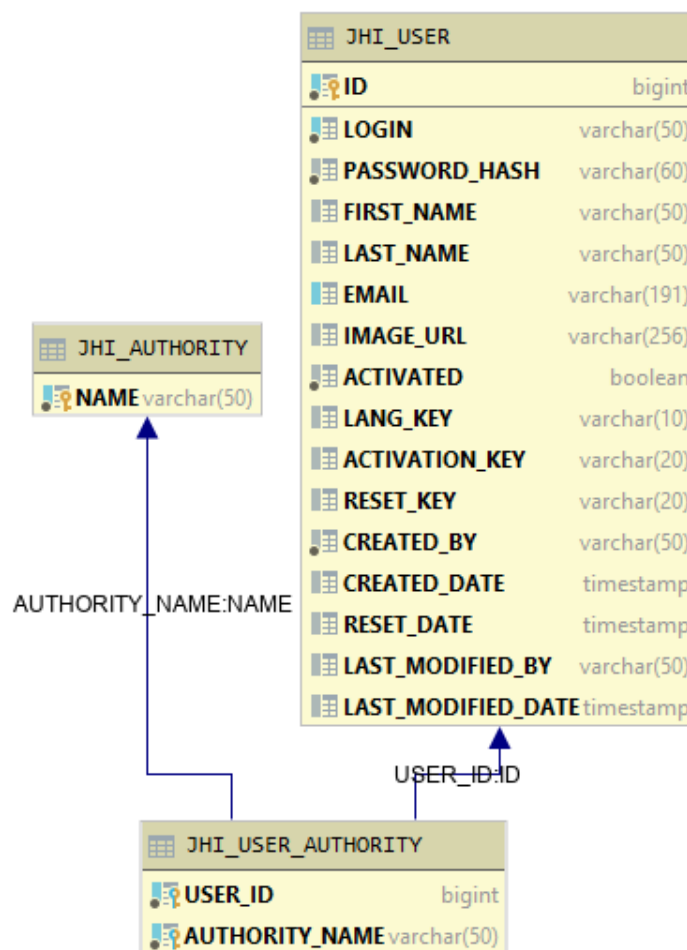 JHI_USER
ID bigint
LOGIN varchar(50)
PASSWORD_HASH varchar(60)
FIRST_NAME varchar(50)
LAST_NAME varchar(50)
EMAIL varchar(191)
IMAGE_URL varchar(256)
ACTIVATED boolean
LANG_KEY varchar(10)
ACTIVATION_KEY varchar(20)
RESET_KEY varchar(20)
CREATED_BY varchar(50)
CREATED_DATE timestamp
RESET_DATE timestamp
LAST_MODIFIED_BY varchar(50)
LAST_MODIFIED_DATE timestamp
JHI_AUTHORITY
NAME varchar(50)
AUTHORITY_NAME:NAME
USER_ID:ID
JHI_USER_AUTHORITY
USER_ID bigint
AUTHORITY_NAME varchar(50)